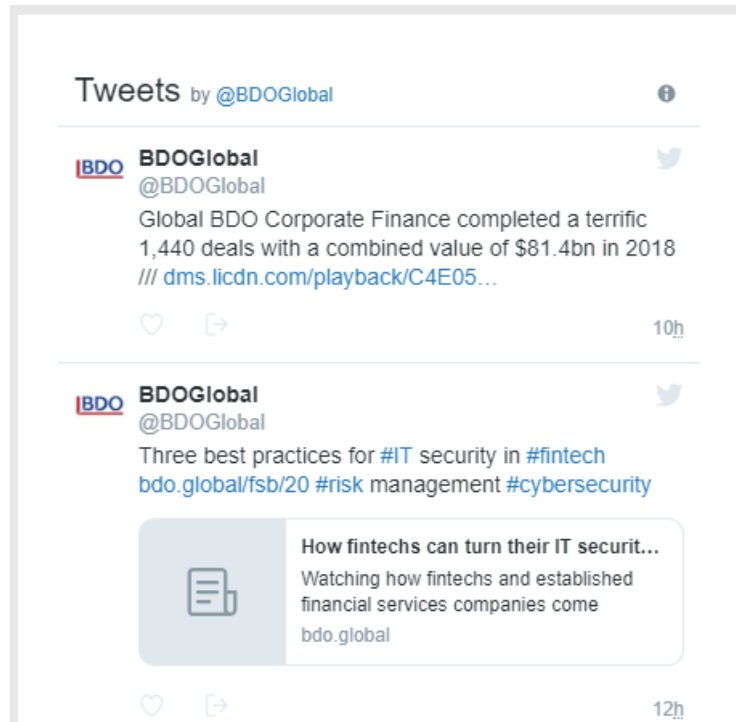 Tweets by @BDOGlobal
BDO
BDOGlobal
@BDOGlobal
Global BDO Corporate Finance completed a terrific
1,440 deals with a combined value of $81.4bn in 2018
/// dms.licdn.com/playback/C4E05…
10h
BDO
BDOGlobal
@BDOGlobal
Three best practices for #IT security in #fintech
bdo.global/fsb/20 #risk management #cybersecurity
How fintechs can turn their IT securit…
Watching how fintechs and established
financial services companies come
bdo.global
12h